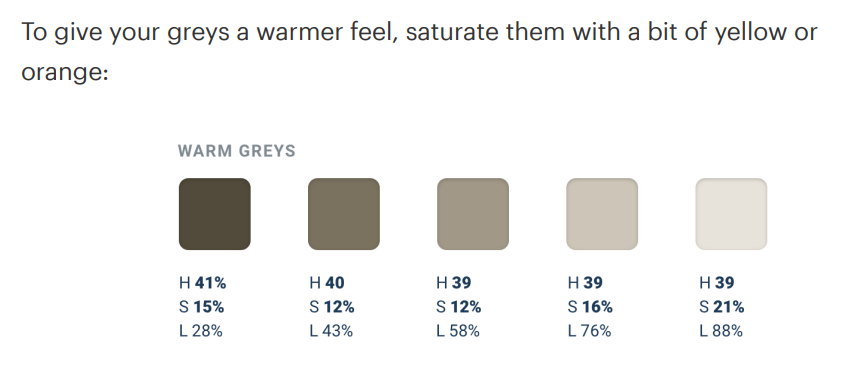 To give your greys a warmer feel, saturate them with a bit of yellow or
orange:
WARM GREYS
H 41%
S 15%
L 28%
H 40
S 12%
L 43%
H 39
S 12%
L 58%
H 39
S 16%
L 76%
H 39
S 21%
L 88%